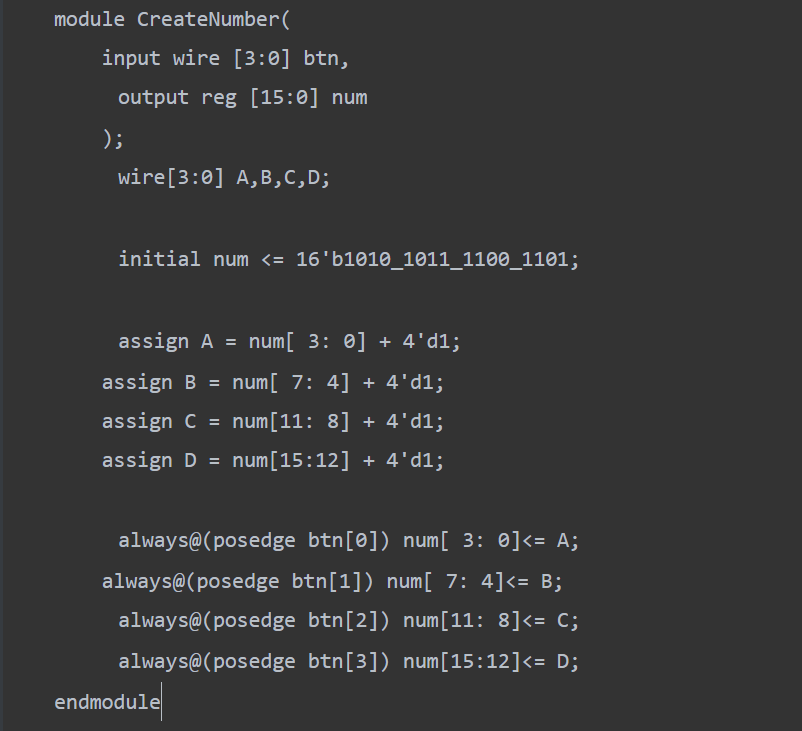 module CreateNumber(
input wire [3:0] btn,
output reg [15:0] num
);
wire[3:0] A,B,C,D;
initial num <= 16'b1010_1011_1100_1101;
assign A = num[ 3: 0] + 4'd1;
assign B = num[ 7: 4] + 4'd1;
assign C = num[11: 8] + 4'd1;
assign D = num[15:12] + 4'd1;
always@(posedge btn[0]) num[ 3: 0]<= A;
always@(posedge btn[1]) num[ 7: 4]<= B;
always@(posedge btn[2]) num[11: 8]<= C;
always@(posedge btn[3]) num[15:12]<= D;
endmodule